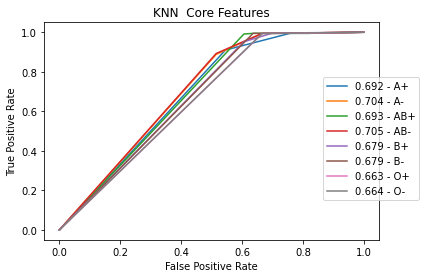 KNN  Core Features
True Positive Rate
1.0
0.8
0.6
0.4
0.2
0.0
0.692 - A+
0.704 - A-
0.693 - AB+
0.705 - AB-
0.679 - B+
0.679 - B-
0.663 - O+
0.664 - O-
0.0 0.2 0.4 0.6 0.8 1.0
False Positive Rate